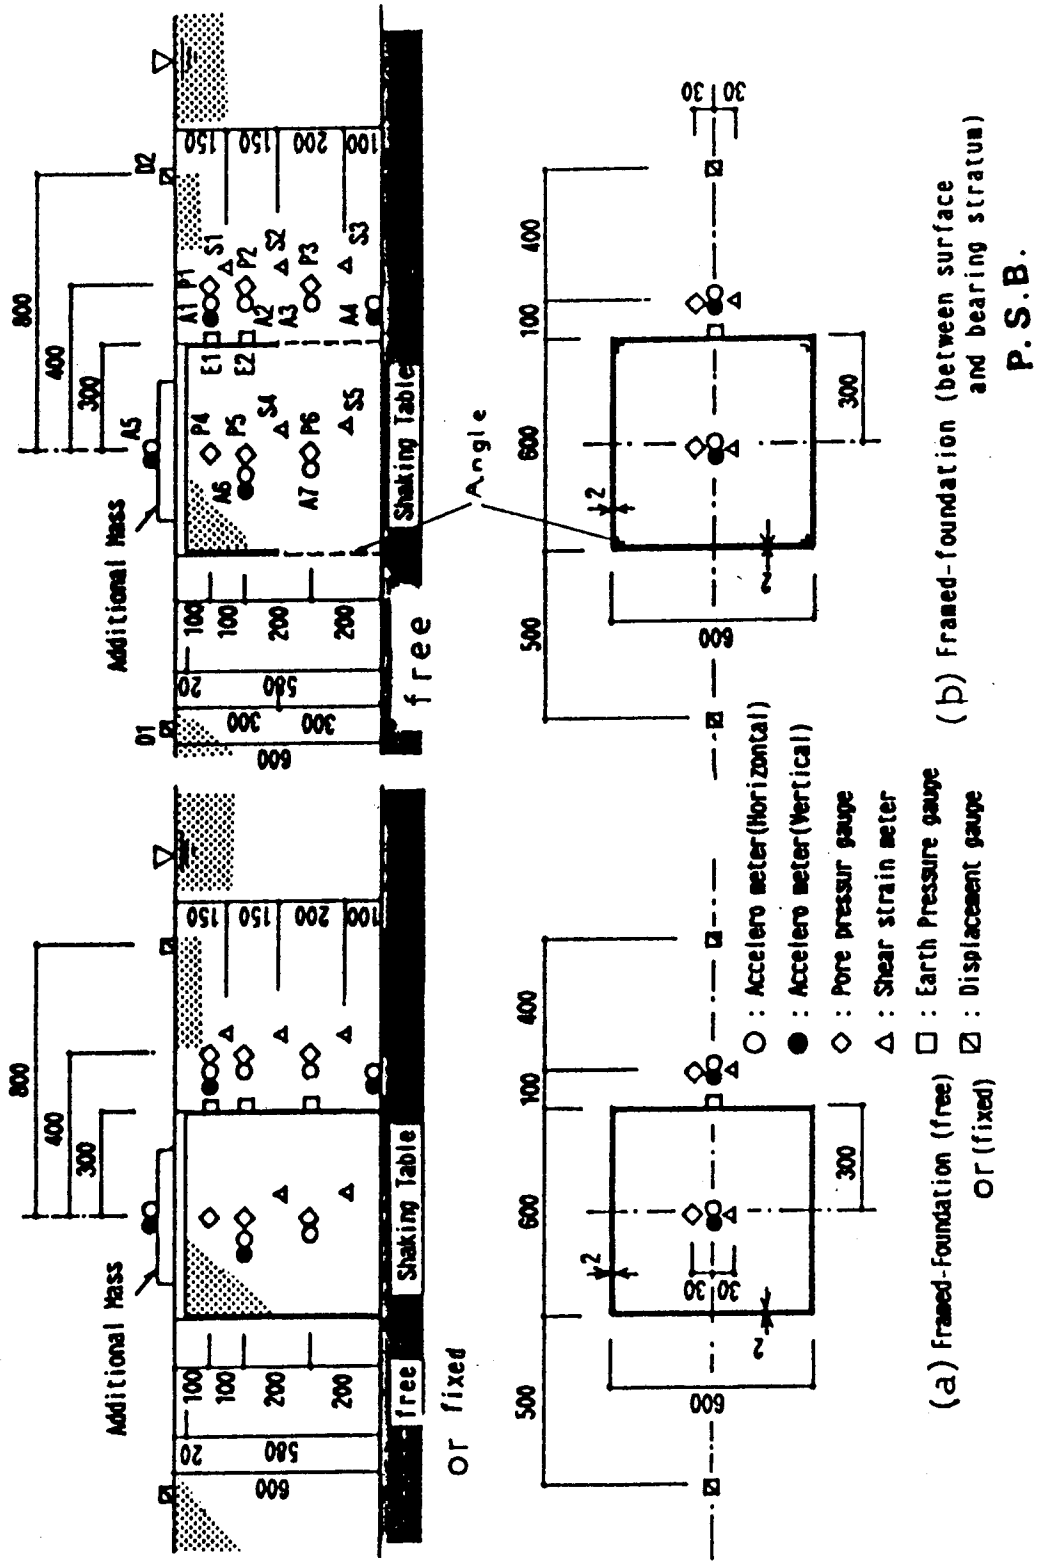 800
400
300
Additional Mass
20
100
100
200
200
580
600
150
150
200
100
free
Shaking Table
or fixed
500
600
100
400
2
30
30
2
600
300
(a) Framed-Foundation (free)
or (fixed)
800
400
300
A5
Additional Mass
D1
D2
20
100
100
200
200
580
300
300
600
A1
P1
S1
E1
P2
A2
E2
P3
A3
S2
A4
S3
P4
P5
A6
S4
P6
A7
S5
150
150
200
100
Shaking Table
free
Angle
500
600
100
400
2
2
600
300
30
30
○ : Accelero meter(Horizontal)
● : Accelero meter(Vertical)
◇ : Pore pressur gauge
△ : Shear strain meter
□ : Earth Pressure gauge
⍁ : Displacement gauge
(b) Framed-foundation (between surface
and bearing stratum)
P.S.B.